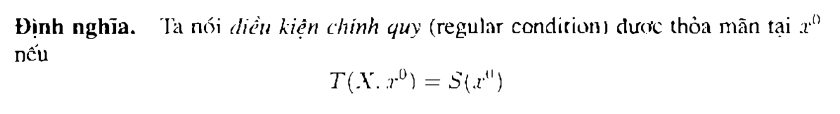 Định nghĩa. Ta nói điều kiện chính quy (regular condition) được thỏa mãn tại x⁰
nếu
T(X, x⁰) = S(x⁰)